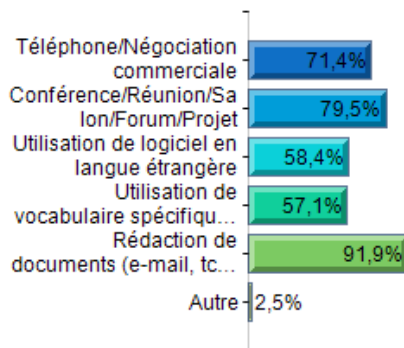 Téléphone/Négociation
commerciale
71,4%
Conférence/Réunion/Sa
lon/Forum/Projet
79,5%
Utilisation de logiciel en
langue étrangère
58,4%
Utilisation de
vocabulaire spécifiqu...
57,1%
Rédaction de
documents (e-mail, tc...
91,9%
Autre
2,5%